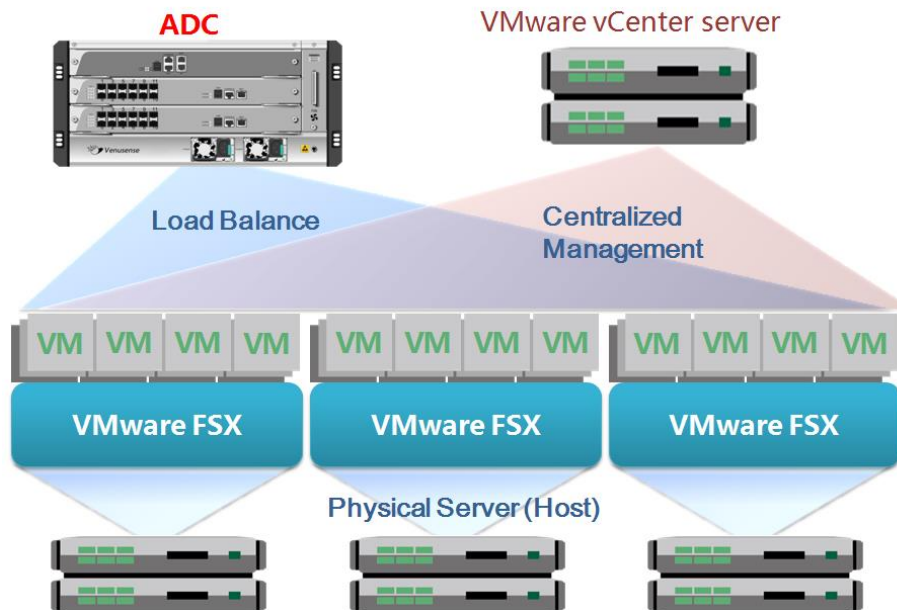 ADC
VMware vCenter server
Venusense
Load Balance
Centralized
Management
VM VM VM VM VM VM VM VM VM VM VM VM
VMware FSX VMware FSX VMware FSX
Physical Server (Host)